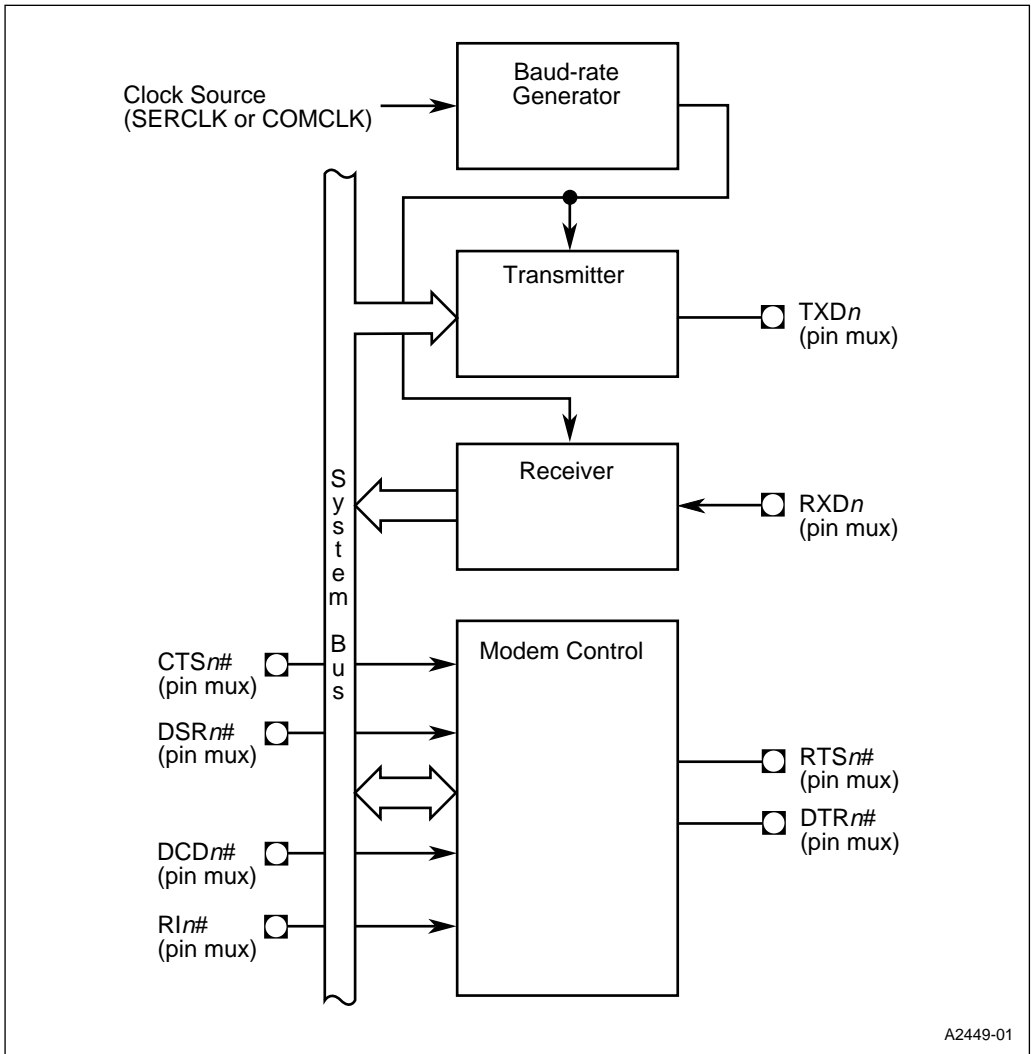 Baud-rate
Generator
Clock Source
(SERCLK or COMCLK)
Transmitter
TXDn
(pin mux)
System Bus
Receiver
RXDn
(pin mux)
Modem Control
CTSn#
(pin mux)
DSRn#
(pin mux)
RTSn#
(pin mux)
DTRn#
(pin mux)
DCDn#
(pin mux)
RIn#
(pin mux)
A2449-01